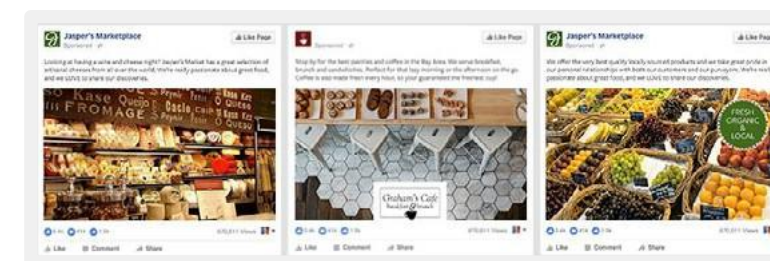 Jasper's Marketplace
Like Page
Sponsored
Looking at having a wine and cheese night? Jasper's Market has a great selection of
artisanal cheeses from all over the world. We're really passionate about great food,
and we LOVE to share our discoveries.
Kase Queijo
FROMAGE
Queso
Like Comment Share
Like Page
Sponsored
Stop by for the best pastries and coffee in the Bay Area. We serve breakfast,
brunch and sandwiches. Perfect for that busy morning or the afternoon on the go.
Coffee is also made fresh every hour, so your guaranteed the freshest cup!
Graham's Cafe
breakfast & brunch
Like Comment Share
Jasper's Marketplace
Like Page
Sponsored
We offer the very best quality locally sourced products and we take great pride in
our personal relationships with both our customers and our purveyors. We're really
passionate about great food, and we LOVE to share our discoveries.
FRESH
ORGANIC
&
LOCAL
Like Comment Share